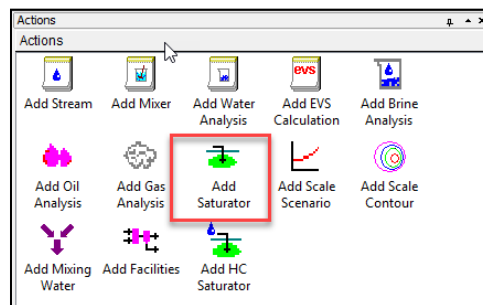 Actions
Actions
evs
Add Stream Add Mixer Add Water Analysis Add EVS Calculation Add Brine Analysis
Add Oil Analysis Add Gas Analysis Add Saturator Add Scale Scenario Add Scale Contour
Add Mixing Water Add Facilities Add HC Saturator